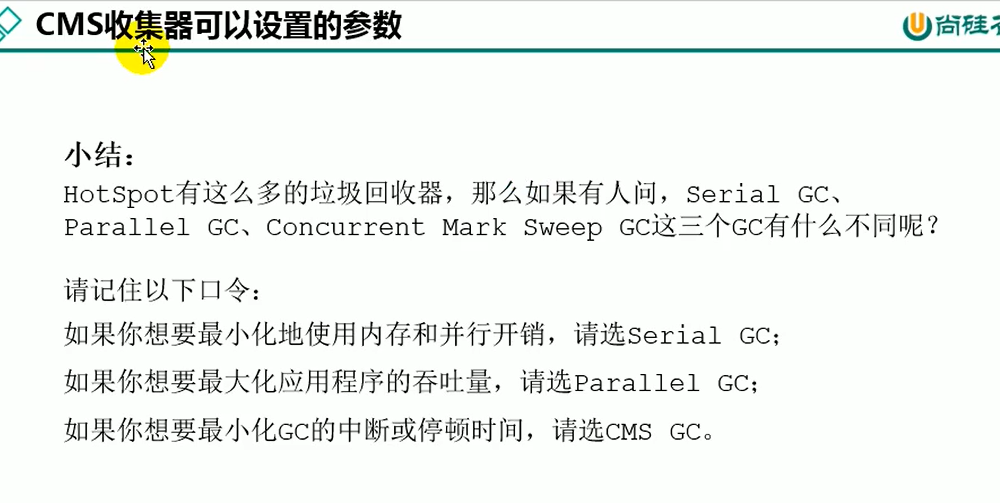 CMS收集器可以设置的参数
尚硅
小结：
HotSpot有这么多的垃圾回收器，那么如果有人问，Serial GC、
Parallel GC、Concurrent Mark Sweep GC这三个GC有什么不同呢？
请记住以下口令：
如果你想要最小化地使用内存和并行开销，请选Serial GC；
如果你想要最大化应用程序的吞吐量，请选Parallel GC；
如果你想要最小化GC的中断或停顿时间，请选CMS GC。